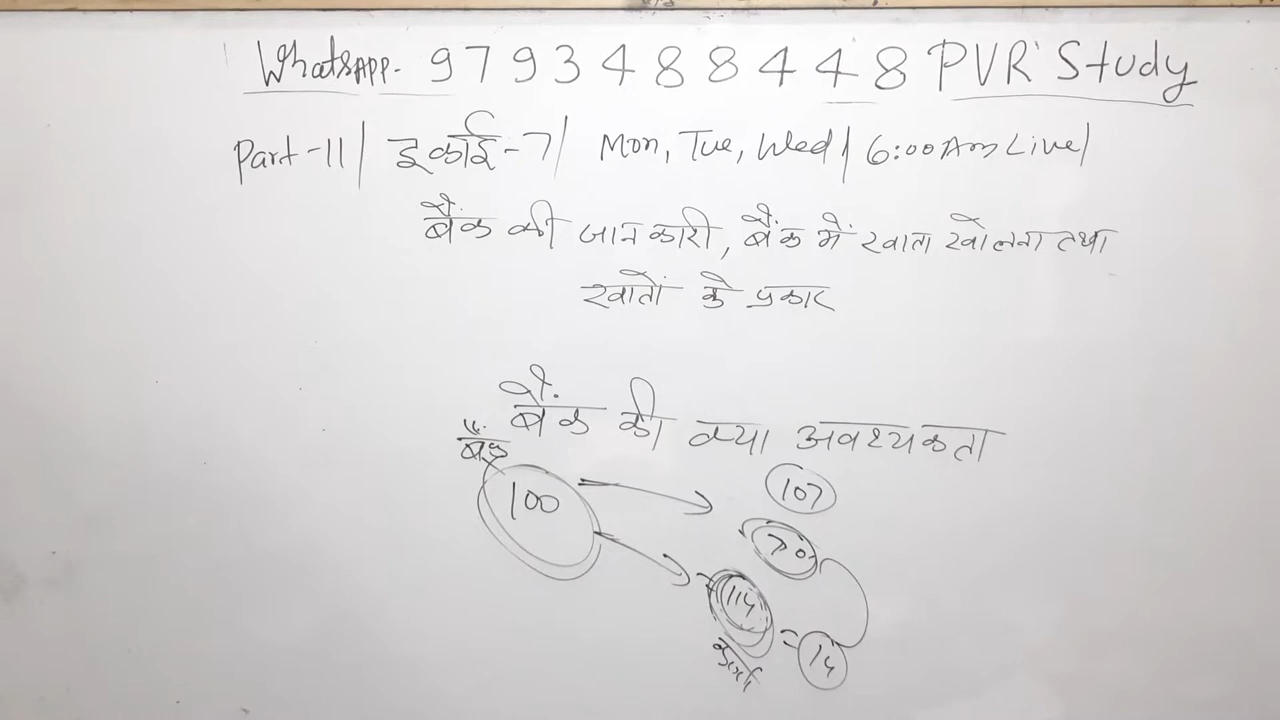 WhatsAPP- 9793488448 PVR Study
Part-11 / इकाई-7 / Mon, Tue, Wed / 6:00 Am Live /
बैंक की जानकारी, बैंक में खाता खोलना तथा
खातों के प्रकार
बैंक की क्या अवश्यकता
बैंक
100
107
70
114
= 14